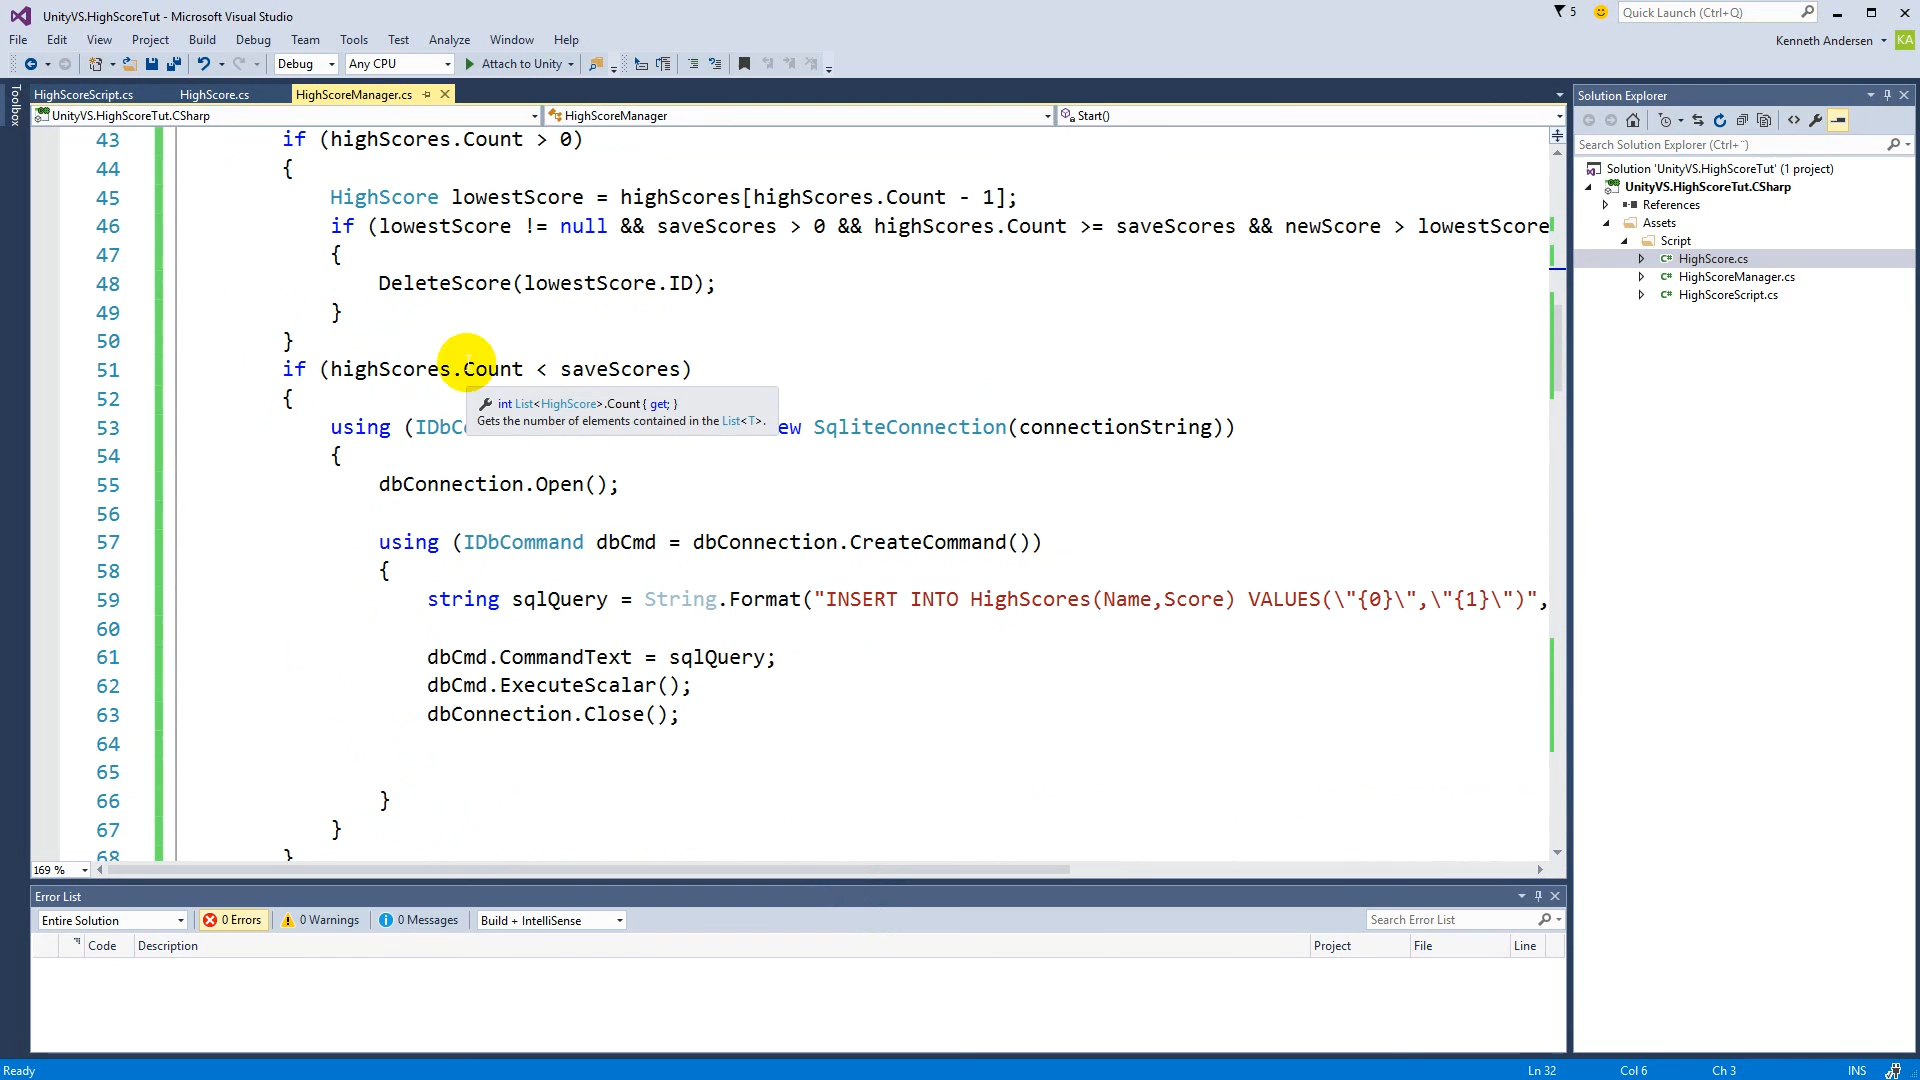 UnityVS.HighScoreTut - Microsoft Visual Studio
5
Quick Launch (Ctrl+Q)
File Edit View Project Build Debug Team Tools Test Analyze Window Help
Kenneth Andersen
KA
Debug
Any CPU
Attach to Unity
Toolbox
HighScoreScript.cs
HighScore.cs
HighScoreManager.cs
UnityVS.HighScoreTut.CSharp
HighScoreManager
Start()
43 if (highScores.Count > 0)
44 {
45 HighScore lowestScore = highScores[highScores.Count - 1];
46 if (lowestScore != null && saveScores > 0 && highScores.Count >= saveScores && newScore > lowestScore
47 {
48 DeleteScore(lowestScore.ID);
49 }
50 }
51 if (highScores.Count < saveScores)
52 {
int List<HighScore>.Count { get; }
Gets the number of elements contained in the List<T>.
53 using (IDbC ew SqliteConnection(connectionString))
54 {
55 dbConnection.Open();
56
57 using (IDbCommand dbCmd = dbConnection.CreateCommand())
58 {
59 string sqlQuery = String.Format("INSERT INTO HighScores(Name,Score) VALUES(\"{0}\",\"{1}\")",
60
61 dbCmd.CommandText = sqlQuery;
62 dbCmd.ExecuteScalar();
63 dbConnection.Close();
64
65
66 }
67 }
68 }
169 %
Solution Explorer
Search Solution Explorer (Ctrl+¨)
Solution 'UnityVS.HighScoreTut' (1 project)
UnityVS.HighScoreTut.CSharp
References
Assets
Script
C# HighScore.cs
C# HighScoreManager.cs
C# HighScoreScript.cs
Error List
Entire Solution
0 Errors
0 Warnings
0 Messages
Build + IntelliSense
Search Error List
Code Description Project File Line
Ready
Ln 32 Col 6 Ch 3 INS